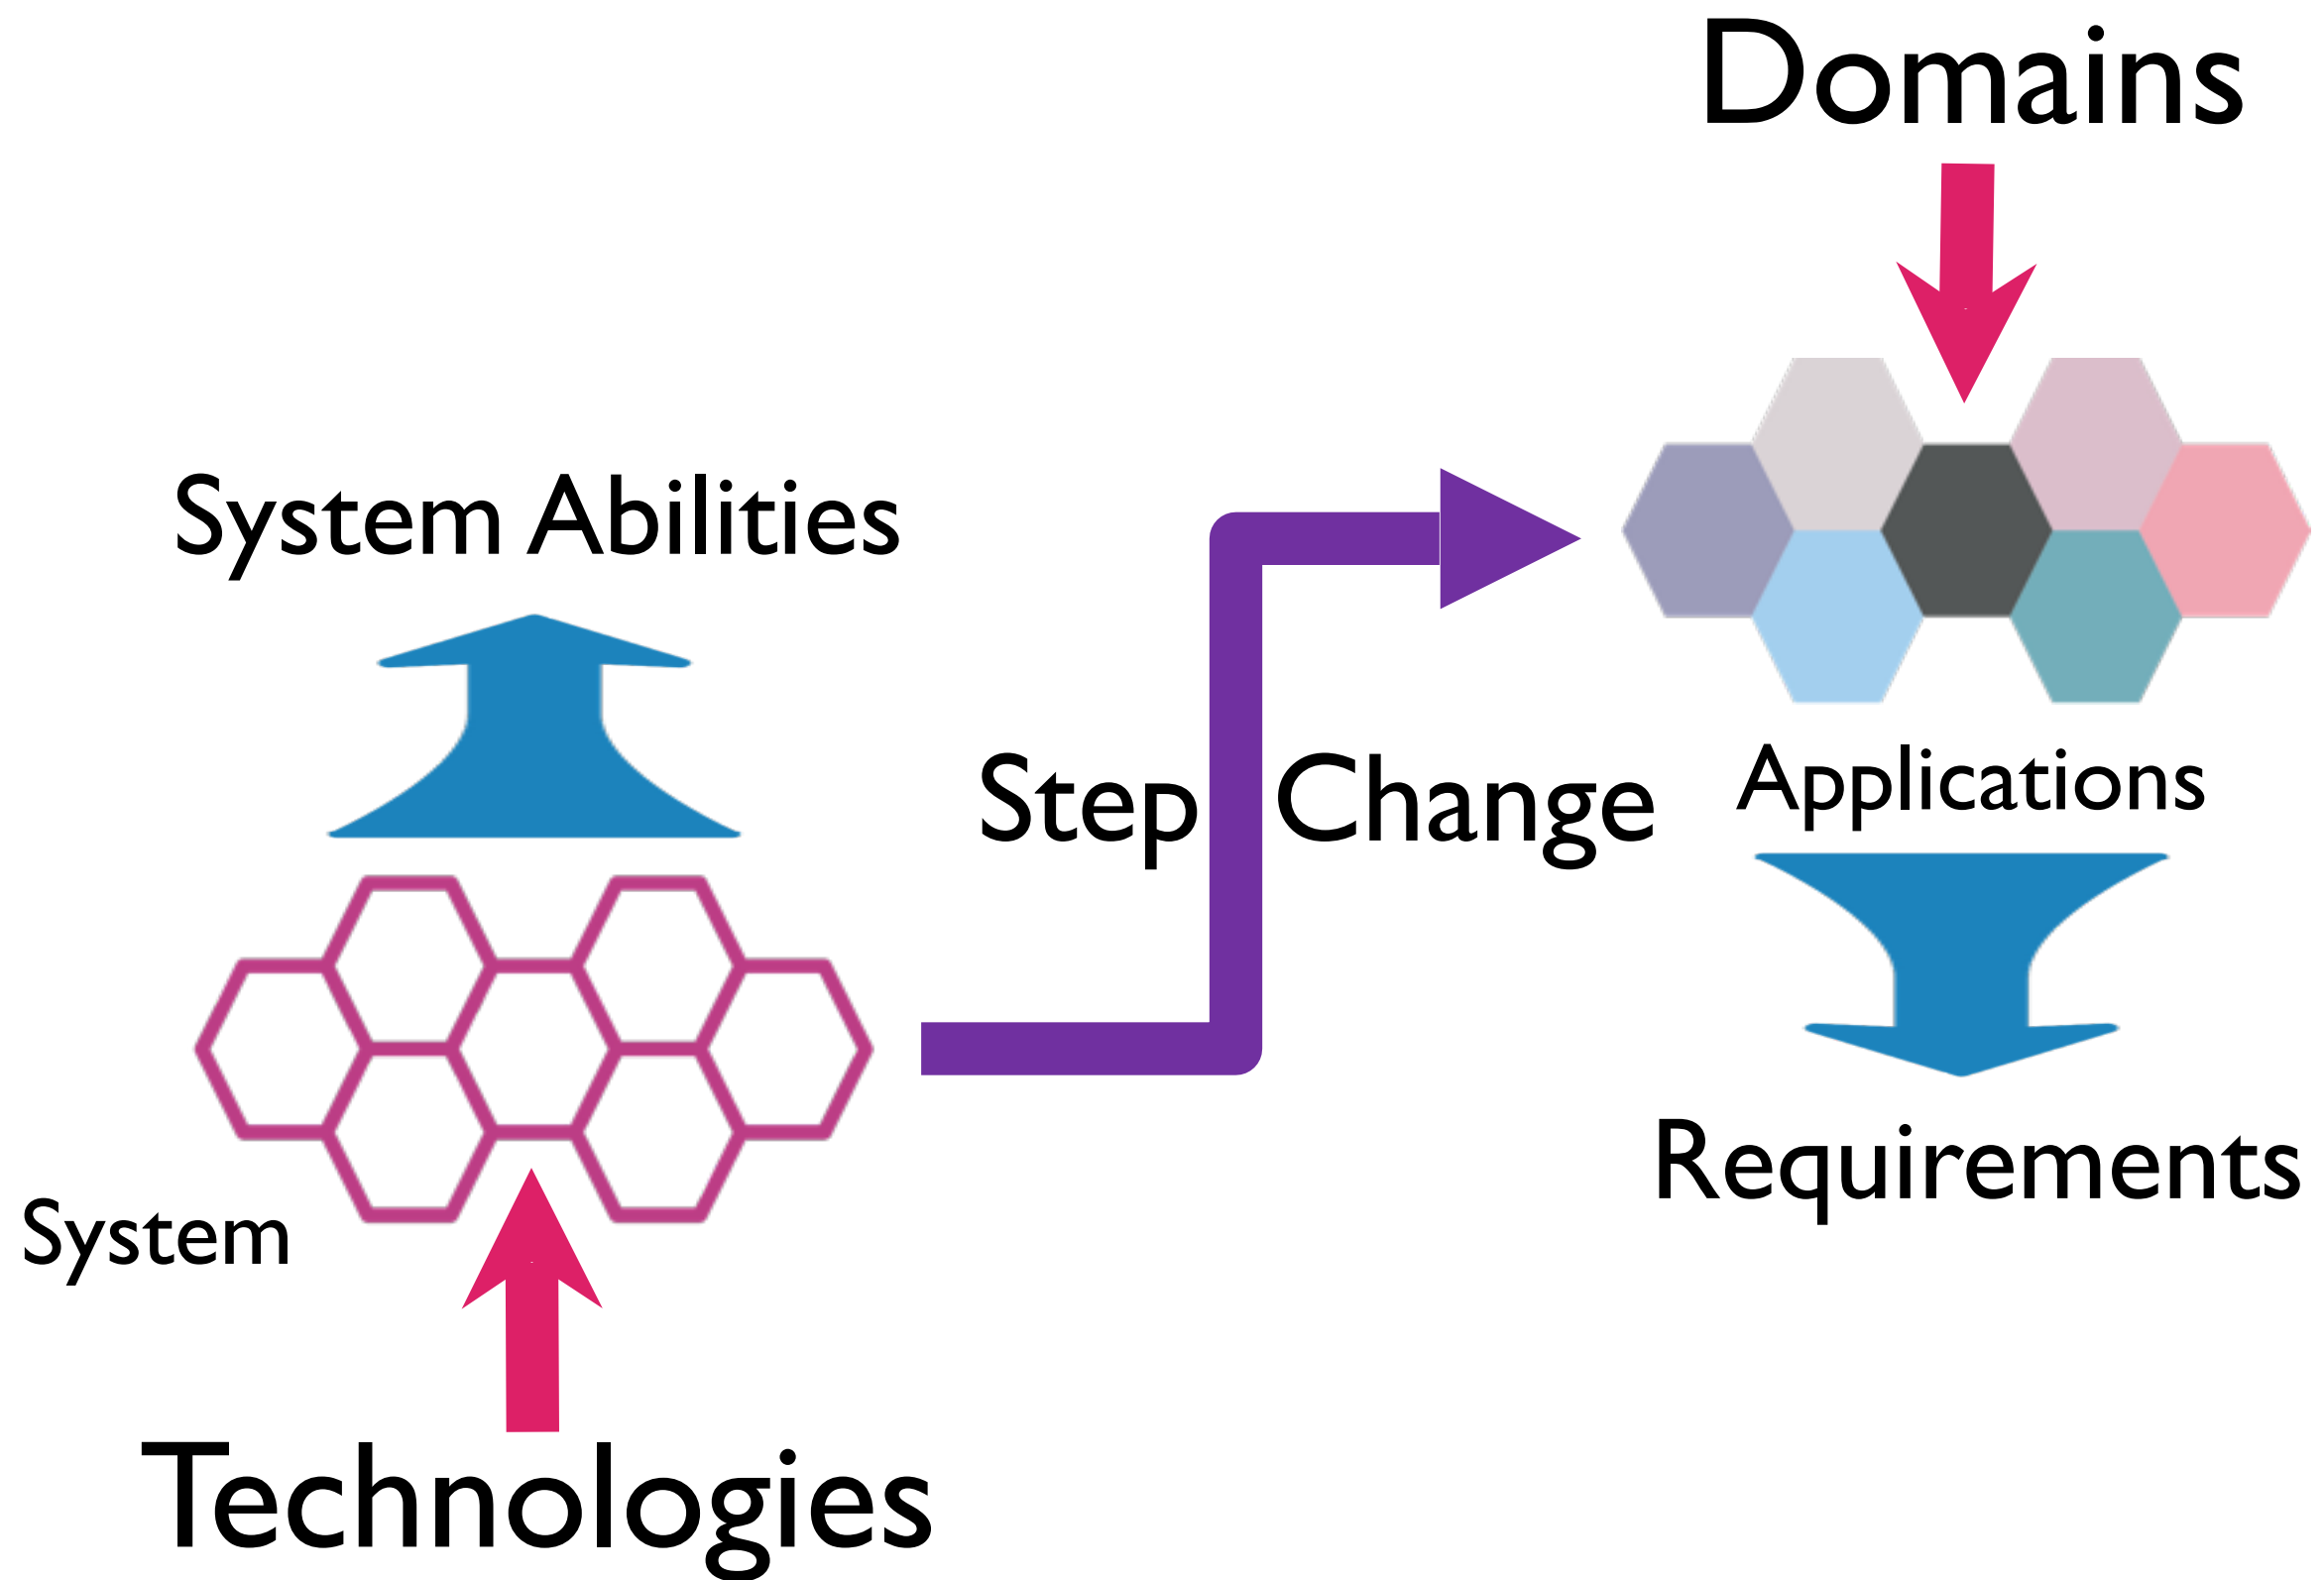 Domains
System Abilities
Step Change
Applications
Requirements
System
Technologies